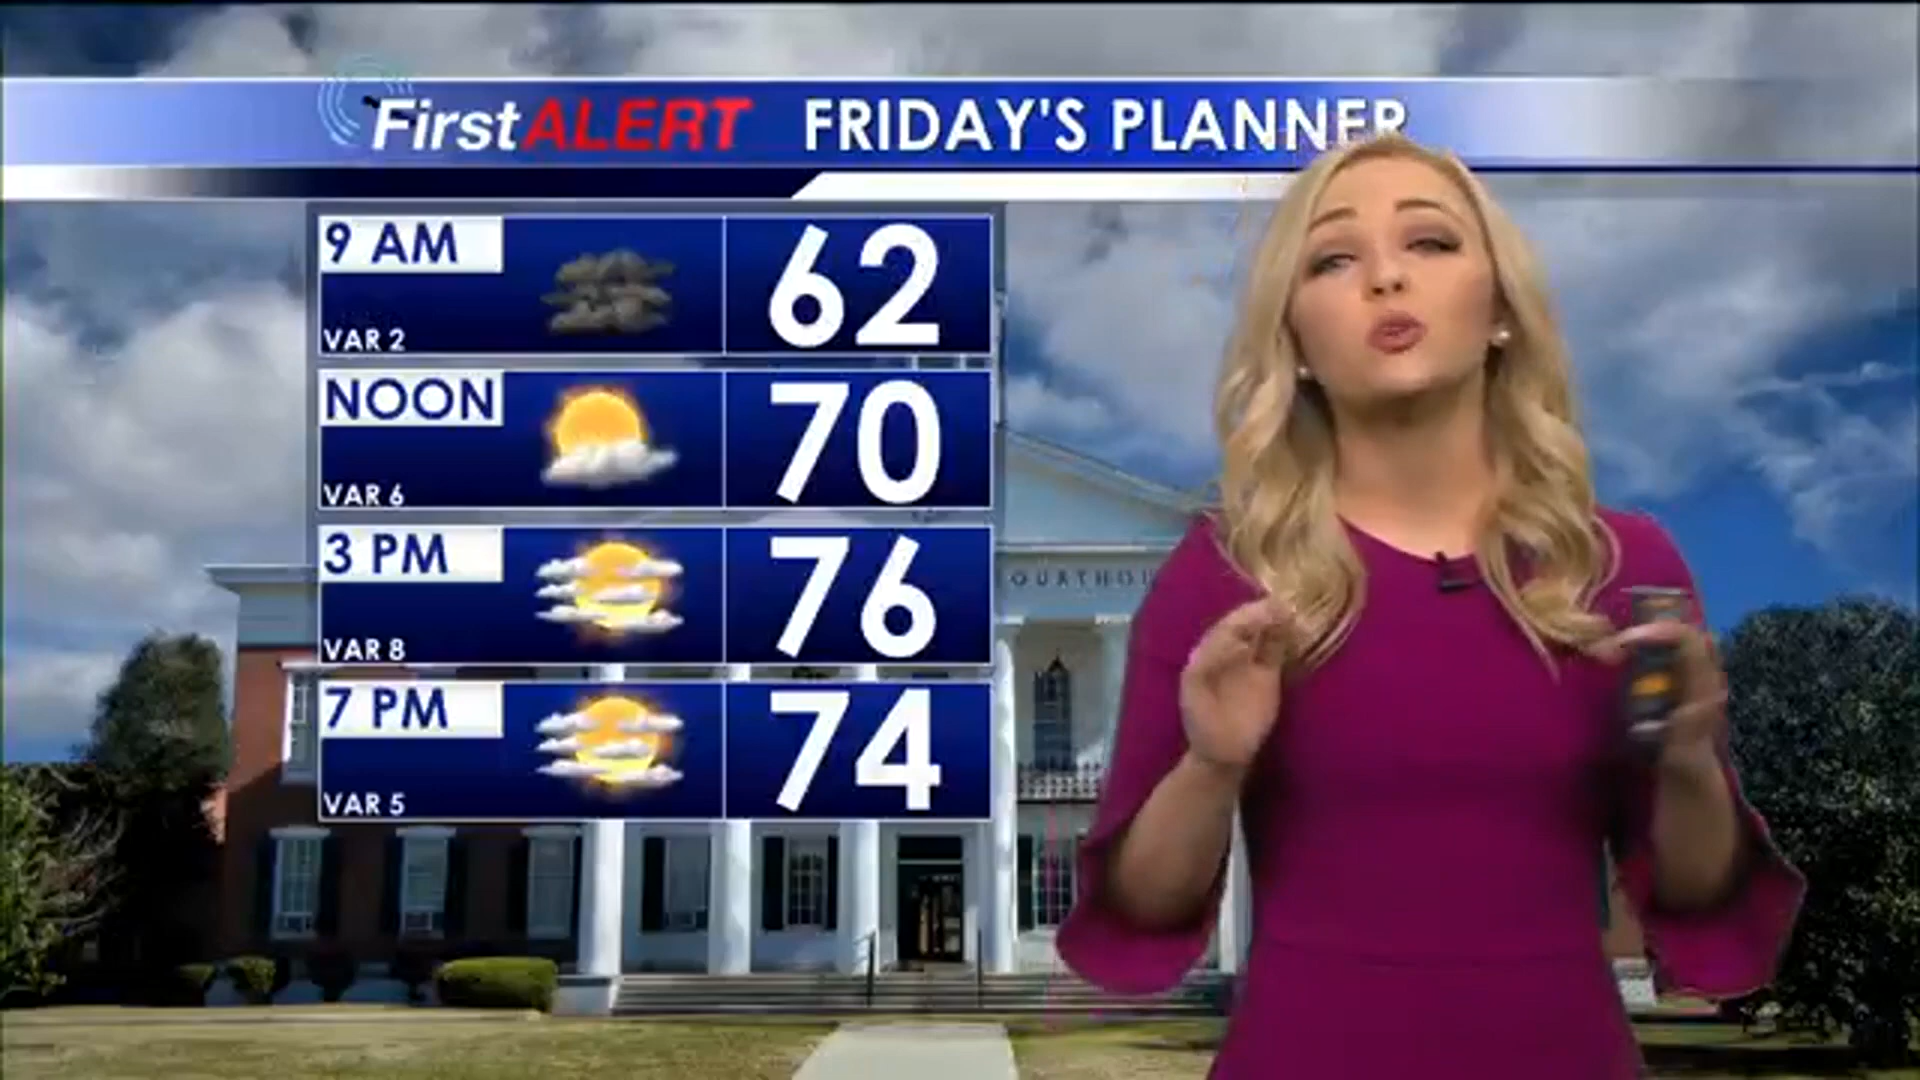 FirstALERT FRIDAY'S PLANNER
9 AM
62
VAR 2
NOON
70
VAR 6
3 PM
76
VAR 8
7 PM
74
VAR 5